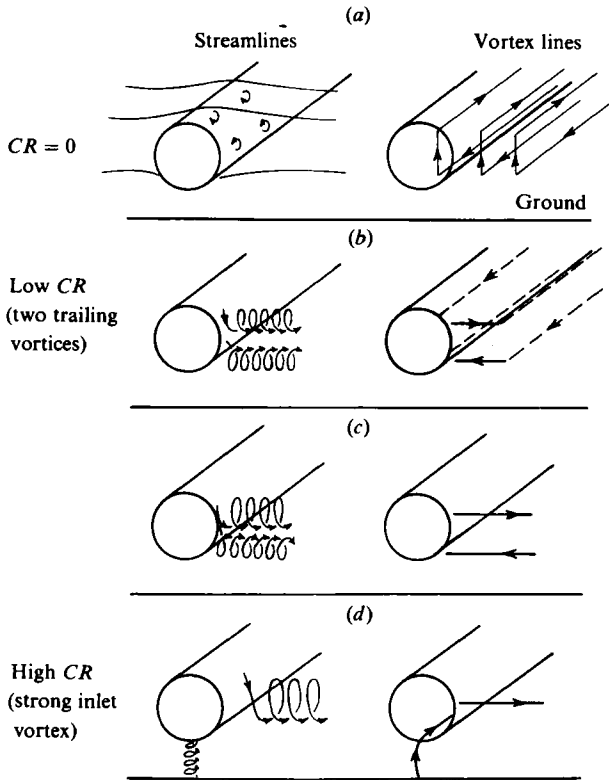 (a)
Streamlines
Vortex lines
CR = 0
Ground
(b)
Low CR
(two trailing
vortices)
(c)
(d)
High CR
(strong inlet
vortex)